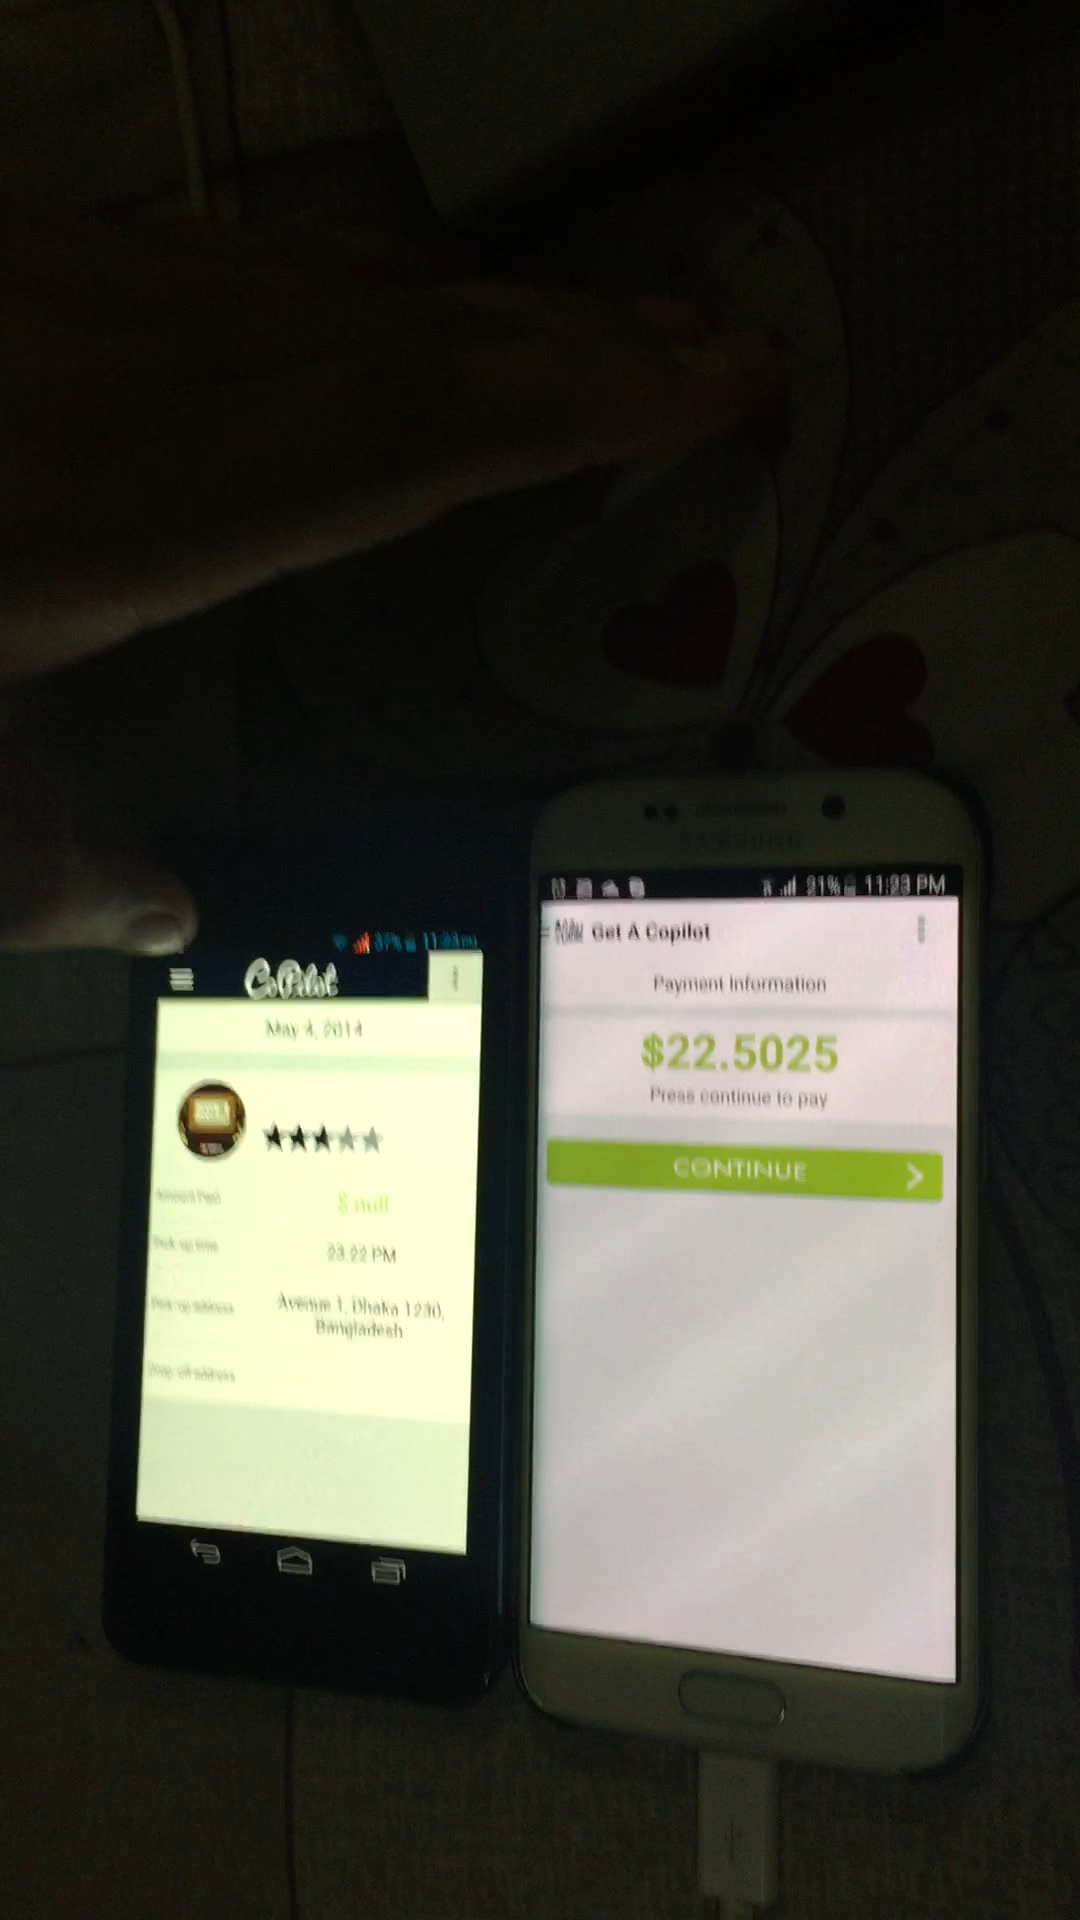 SAMSUNG
21% 11:23 PM
Get A Copilot
Payment Information
$22.5025
Press continue to pay
CONTINUE
37% 11:23 PM
CoPilot
May 4, 2014
Amount Paid
$ null
Pick up time
23:22 PM
Pick up address
Avenue 1, Dhaka 1230,
Bangladesh
Drop off address